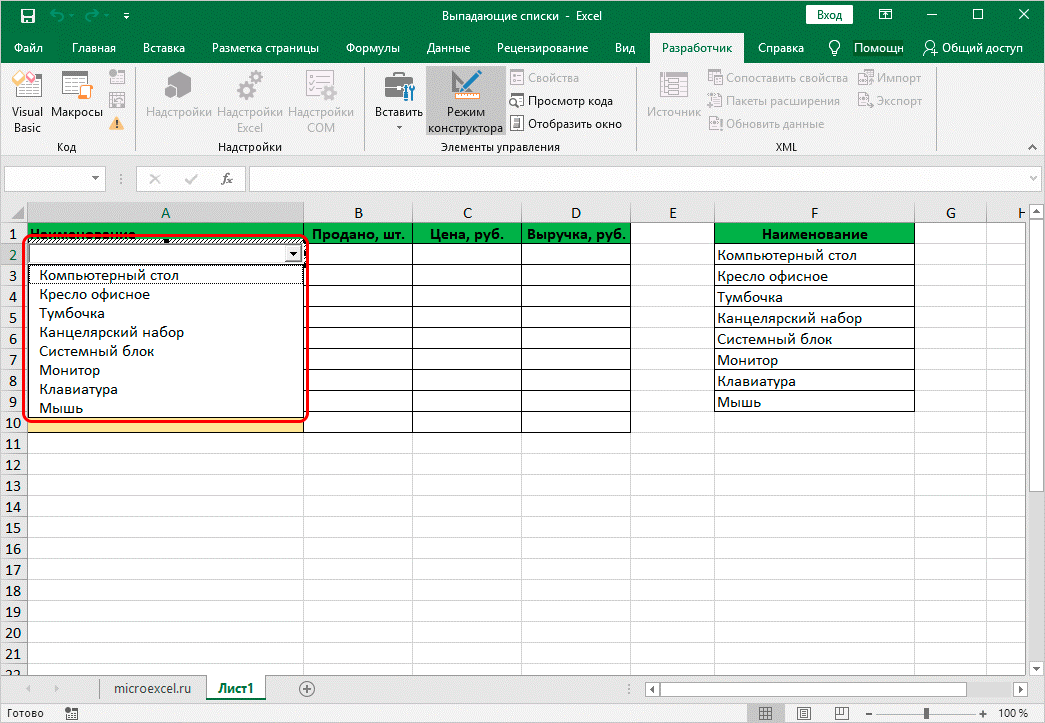 Выпадающие списки - Excel
Вход
Файл Главная Вставка Разметка страницы Формулы Данные Рецензирование Вид Разработчик Справка Помощн Общий доступ
Visual Basic
Макросы
Код
Надстройки
Надстройки Excel
Надстройки COM
Надстройки
Вставить
Режим конструктора
Свойства
Просмотр кода
Отобразить окно
Элементы управления
Источник
Сопоставить свойства
Пакеты расширения
Обновить данные
Импорт
Экспорт
XML
fx
A B C D E F G H
1 Наименование Продано, шт. Цена, руб. Выручка, руб. Наименование
2 Компьютерный стол
3 Компьютерный стол Кресло офисное
4 Кресло офисное Тумбочка
5 Тумбочка Канцелярский набор
6 Канцелярский набор Системный блок
7 Системный блок Монитор
8 Монитор Клавиатура
9 Клавиатура Мышь
Мышь
10
11
12
13
14
15
16
17
18
19
20
21
22
microexcel.ru Лист1
Готово 100 %